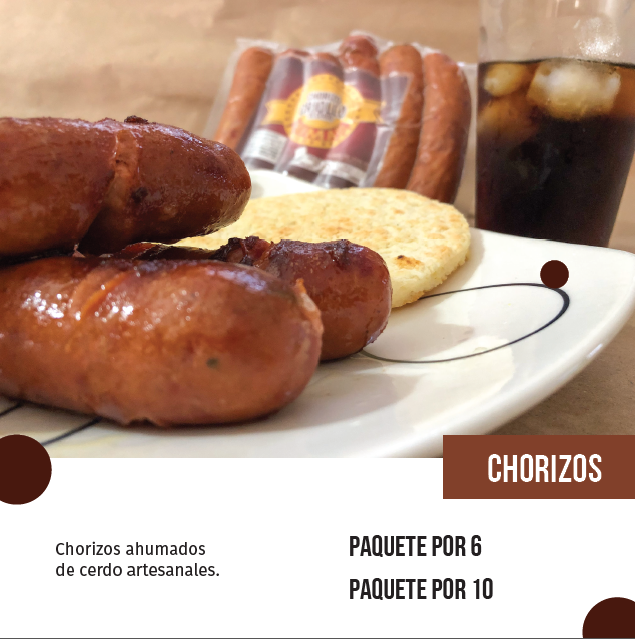 CHORIZOS
Chorizos ahumados
de cerdo artesanales.
PAQUETE POR 6
PAQUETE POR 10